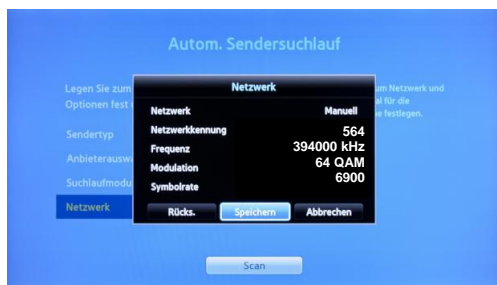 Autom. Sendersuchlauf
Legen Sie zum
um Netzwerk und
Optionen fest
al für die
e festlegen.
Sendertyp
Anbieterauswa
Suchlaufmodu
Netzwerk
Netzwerk
Netzwerk Manuell
Netzwerkkennung 564
Frequenz 394000 kHz
Modulation 64 QAM
Symbolrate 6900
Rücks. Speichern Abbrechen
Scan